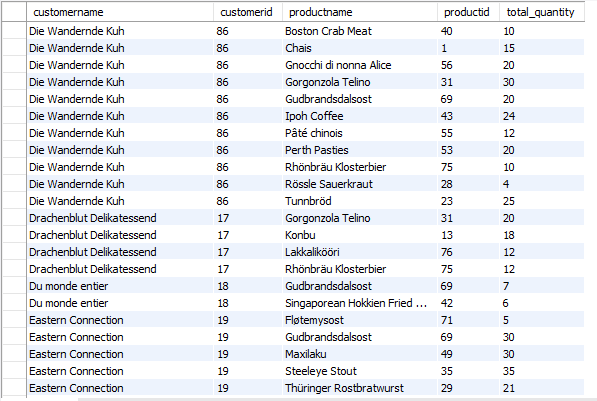 customername customerid productname productid total_quantity
Die Wandernde Kuh 86 Boston Crab Meat 40 10
Die Wandernde Kuh 86 Chais 1 15
Die Wandernde Kuh 86 Gnocchi di nonna Alice 56 20
Die Wandernde Kuh 86 Gorgonzola Telino 31 30
Die Wandernde Kuh 86 Gudbrandsdalsost 69 20
Die Wandernde Kuh 86 Ipoh Coffee 43 24
Die Wandernde Kuh 86 Pâté chinois 55 12
Die Wandernde Kuh 86 Perth Pasties 53 20
Die Wandernde Kuh 86 Rhönbräu Klosterbier 75 10
Die Wandernde Kuh 86 Rössle Sauerkraut 28 4
Die Wandernde Kuh 86 Tunnbröd 23 25
Drachenblut Delikatessend 17 Gorgonzola Telino 31 20
Drachenblut Delikatessend 17 Konbu 13 18
Drachenblut Delikatessend 17 Lakkalikööri 76 12
Drachenblut Delikatessend 17 Rhönbräu Klosterbier 75 12
Du monde entier 18 Gudbrandsdalsost 69 7
Du monde entier 18 Singaporean Hokkien Fried ... 42 6
Eastern Connection 19 Fløtemysost 71 5
Eastern Connection 19 Gudbrandsdalsost 69 30
Eastern Connection 19 Maxilaku 49 30
Eastern Connection 19 Steeleye Stout 35 35
Eastern Connection 19 Thüringer Rostbratwurst 29 21